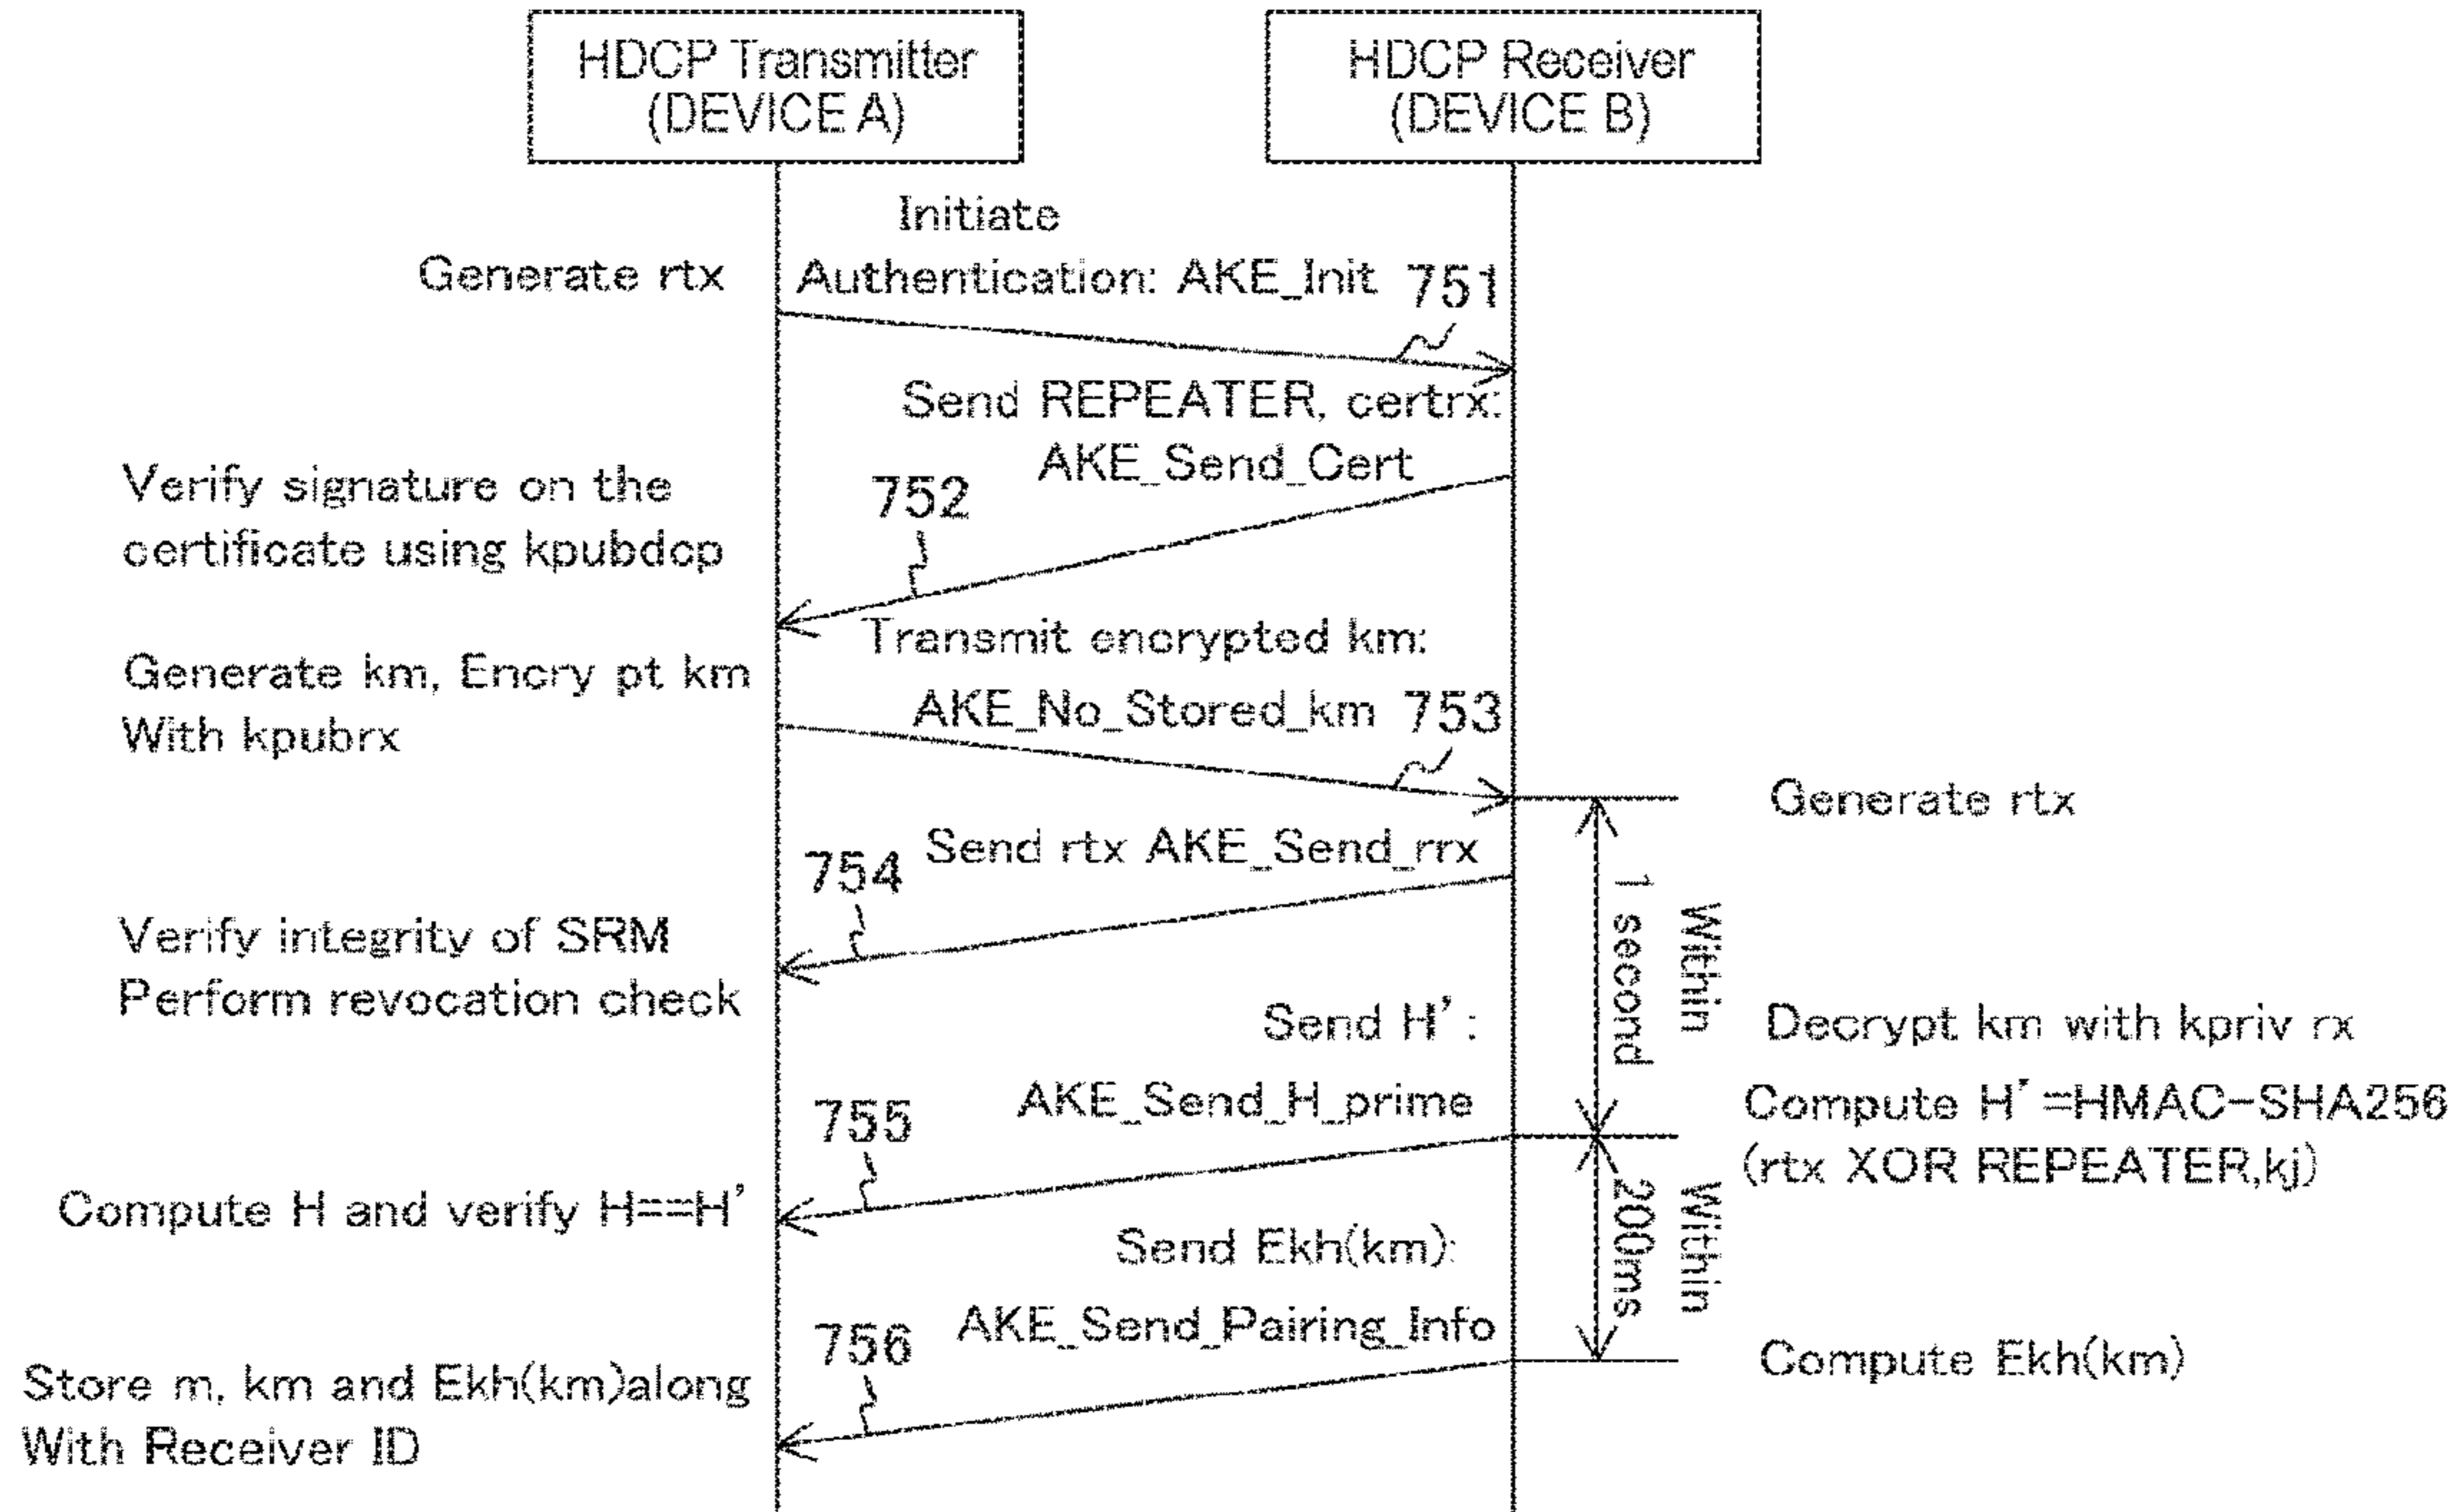 HDCP Transmitter
(DEVICE A)
HDCP Receiver
(DEVICE B)
Initiate
Generate rtx
Authentication: AKE_Init
751
Send REPEATER, certrx:
AKE_Send_Cert
752
Verify signature on the
certificate using kpubdcp
Transmit encrypted km:
Generate km, Encry pt km
With kpubrx
AKE_No_Stored_km
753
Generate rtx
Send rtx AKE_Send_rrx
754
Within
1 second
Verify integrity of SRM
Perform revocation check
Send H':
Decrypt km with kpriv rx
AKE_Send_H_prime
755
Compute H'=HMAC-SHA256
(rtx XOR REPEATER,kj)
Compute H and verify H==H'
Within
200ms
Send Ekh(km):
AKE_Send_Pairing_Info
756
Compute Ekh(km)
Store m, km and Ekh(km)along
With Receiver ID